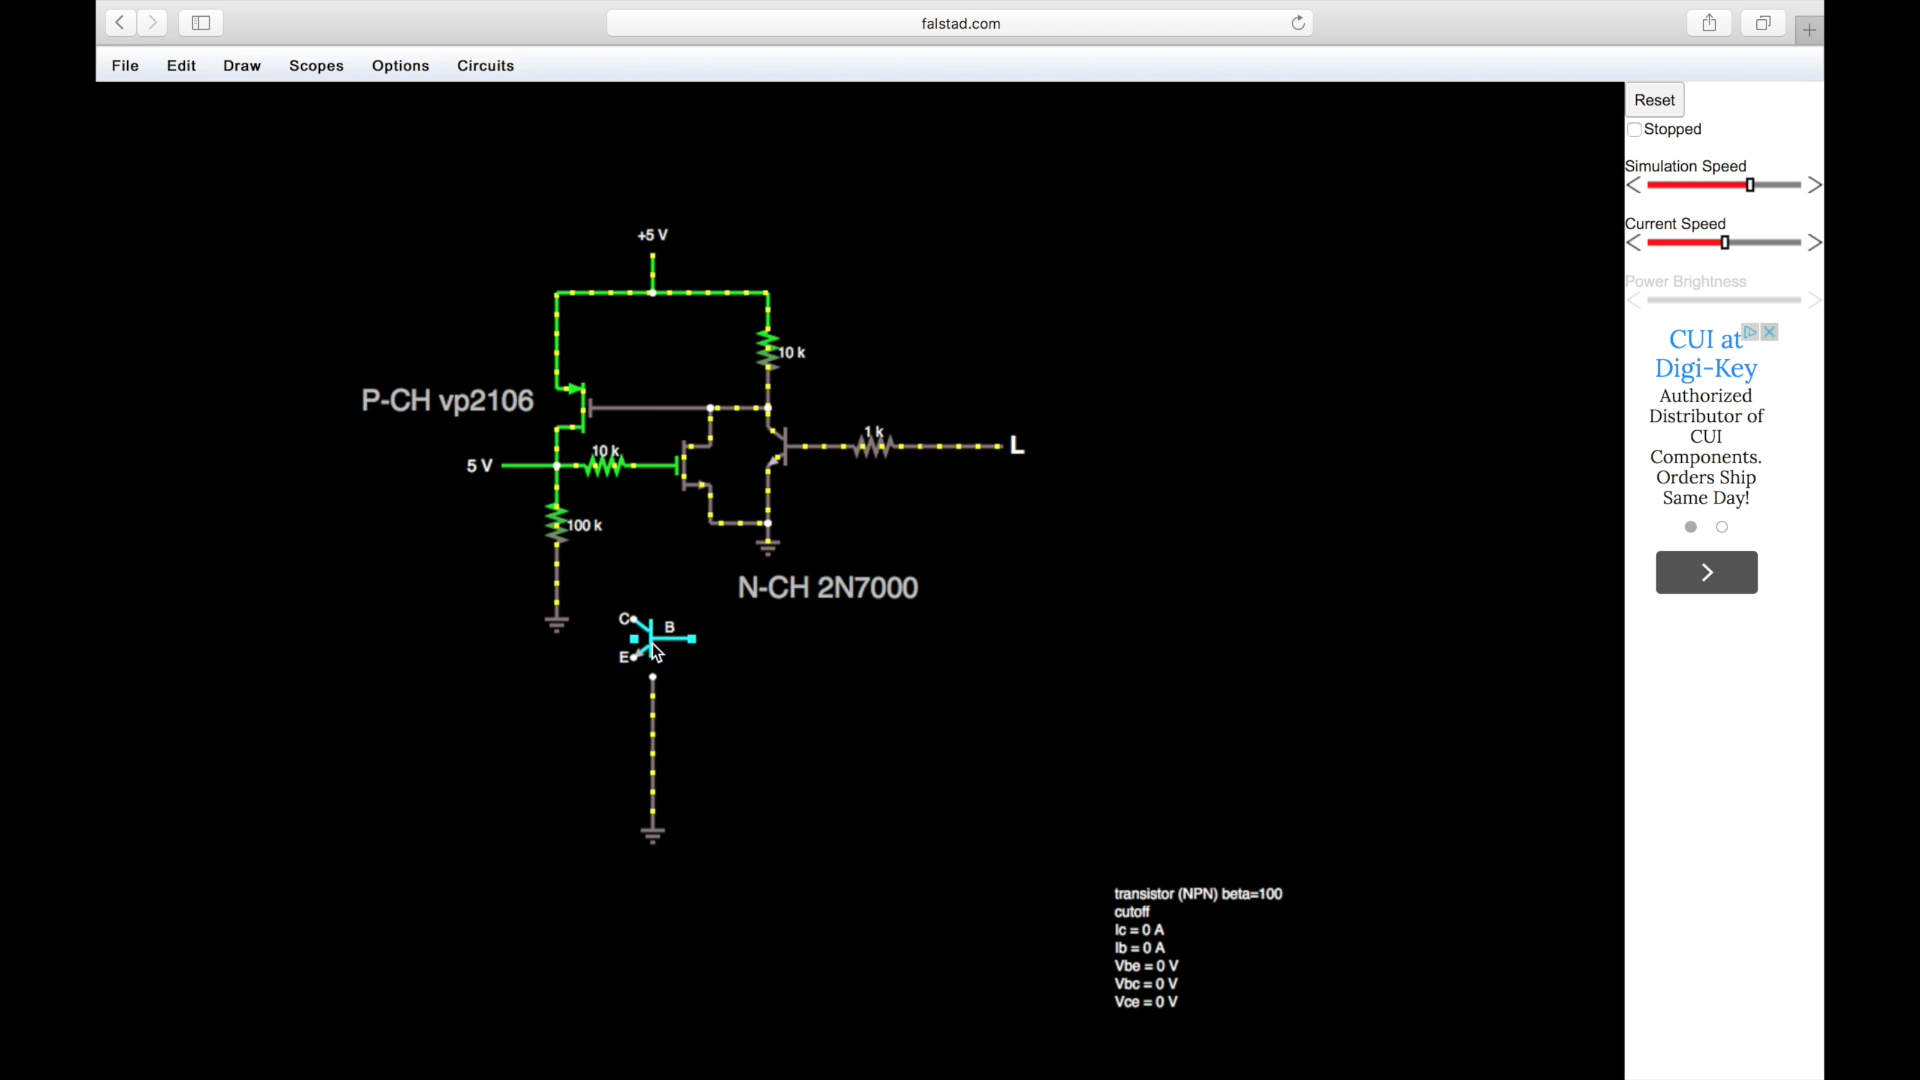 falstad.com
File Edit Draw Scopes Options Circuits
Reset
Stopped
Simulation Speed
Current Speed
Power Brightness
CUI at
Digi-Key
Authorized
Distributor of
CUI
Components.
Orders Ship
Same Day!
+5 V
10 k
P-CH vp2106
1 k
L
10 k
5 V
100 k
N-CH 2N7000
C
B
E
transistor (NPN) beta=100
cutoff
Ic = 0 A
Ib = 0 A
Vbe = 0 V
Vbc = 0 V
Vce = 0 V